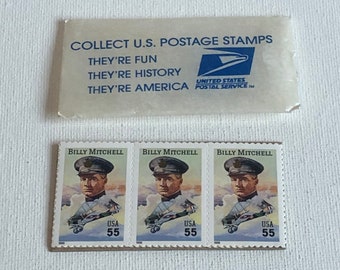 COLLECT U.S. POSTAGE STAMPS
THEY'RE FUN
THEY'RE HISTORY
THEY'RE AMERICA
UNITED STATES
POSTAL SERVICE
BILLY MITCHELL
USA
55
BILLY MITCHELL
USA
55
BILLY MITCHELL
USA
55